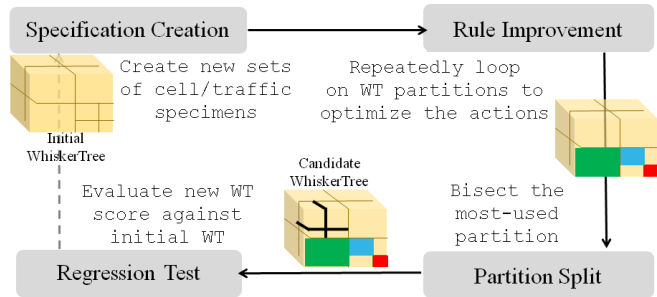 Specification Creation
Rule Improvement
Create new sets
of cell/traffic
specimens
Repeatedly loop
on WT partitions to
optimize the actions
Initial
WhiskerTree
Candidate
WhiskerTree
Evaluate new WT
score against
initial WT
Bisect the
most-used
partition
Regression Test
Partition Split